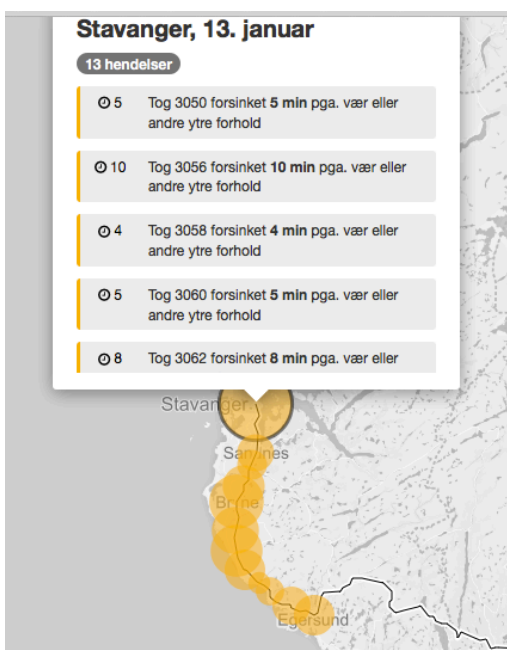 Stavanger, 13. januar
13 hendelser
5 Tog 3050 forsinket 5 min pga. vær eller
andre ytre forhold
10 Tog 3056 forsinket 10 min pga. vær eller
andre ytre forhold
4 Tog 3058 forsinket 4 min pga. vær eller
andre ytre forhold
5 Tog 3060 forsinket 5 min pga. vær eller
andre ytre forhold
8 Tog 3062 forsinket 8 min pga. vær eller
Stavanger
Sandnes
Bryne
Egersund